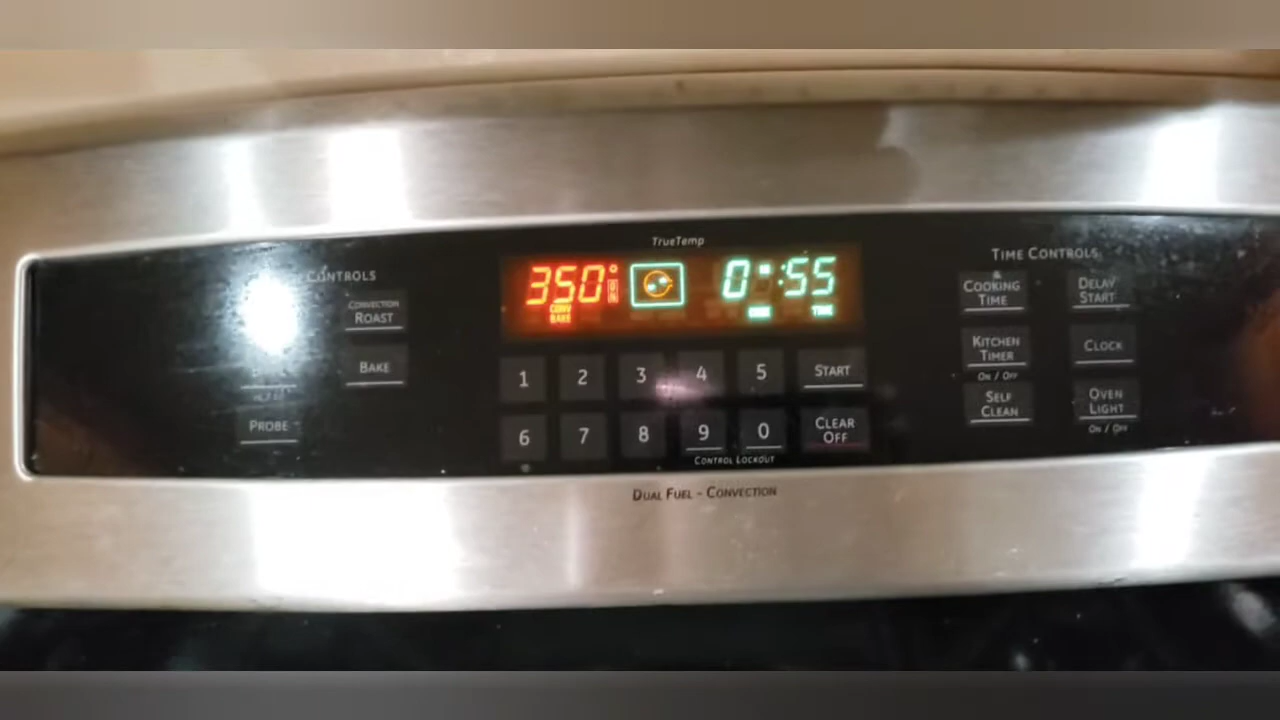 TrueTemp
CONTROLS
TIME CONTROLS
350°
ON
0:55
CONV
BAKE
TIME
CONVECTION
ROAST
BAKE
PROBE
1
2
3
4
5
START
6
7
8
9
0
CLEAR
OFF
CONTROL LOCKOUT
COOKING
TIME
DELAY
START
KITCHEN
TIMER
ON / OFF
CLOCK
SELF
CLEAN
OVEN
LIGHT
ON / OFF
DUAL FUEL - CONVECTION